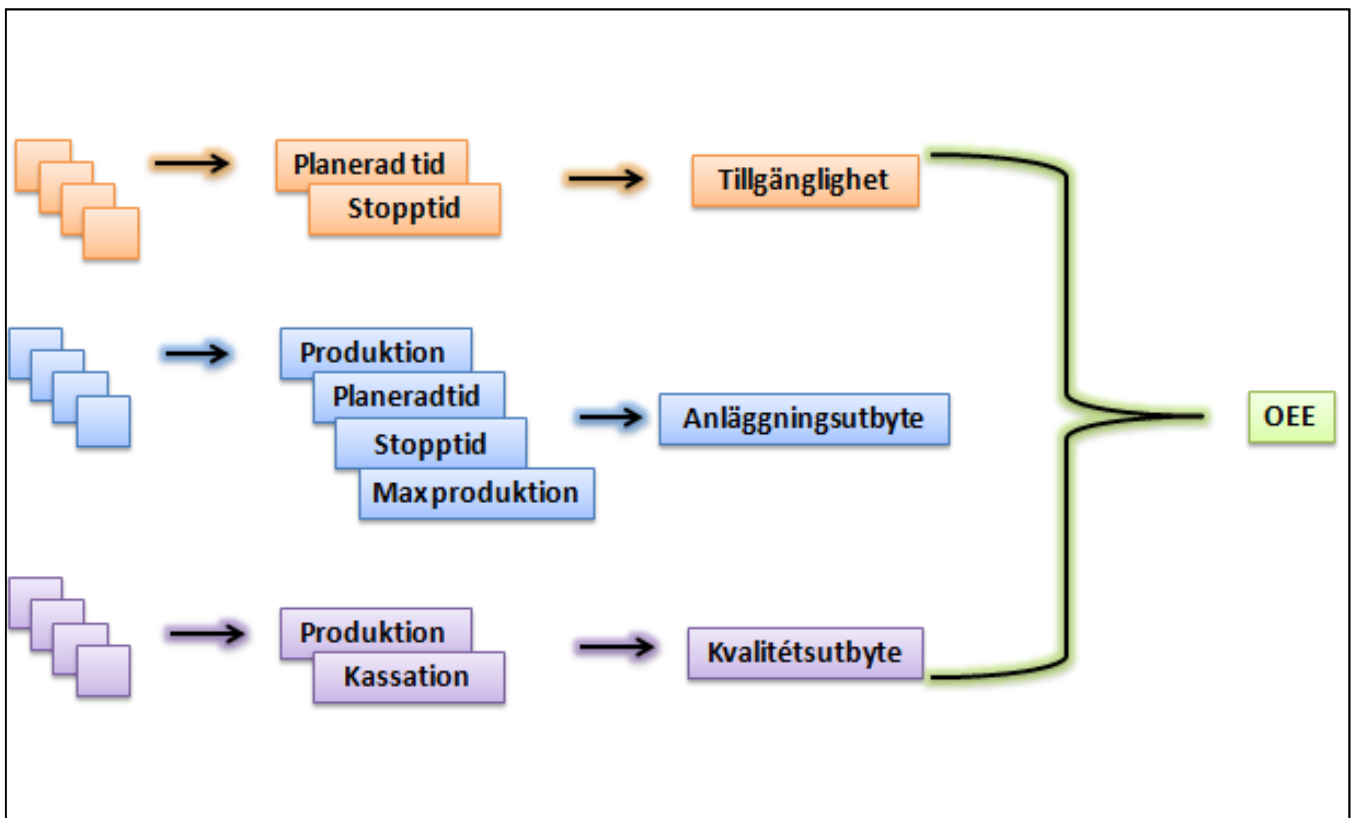 Planerad tid
Stopptid
Tillgänglighet
Produktion
Planeradtid
Stopptid
Maxproduktion
Anläggningsutbyte
OEE
Produktion
Kassation
Kvalitétsutbyte